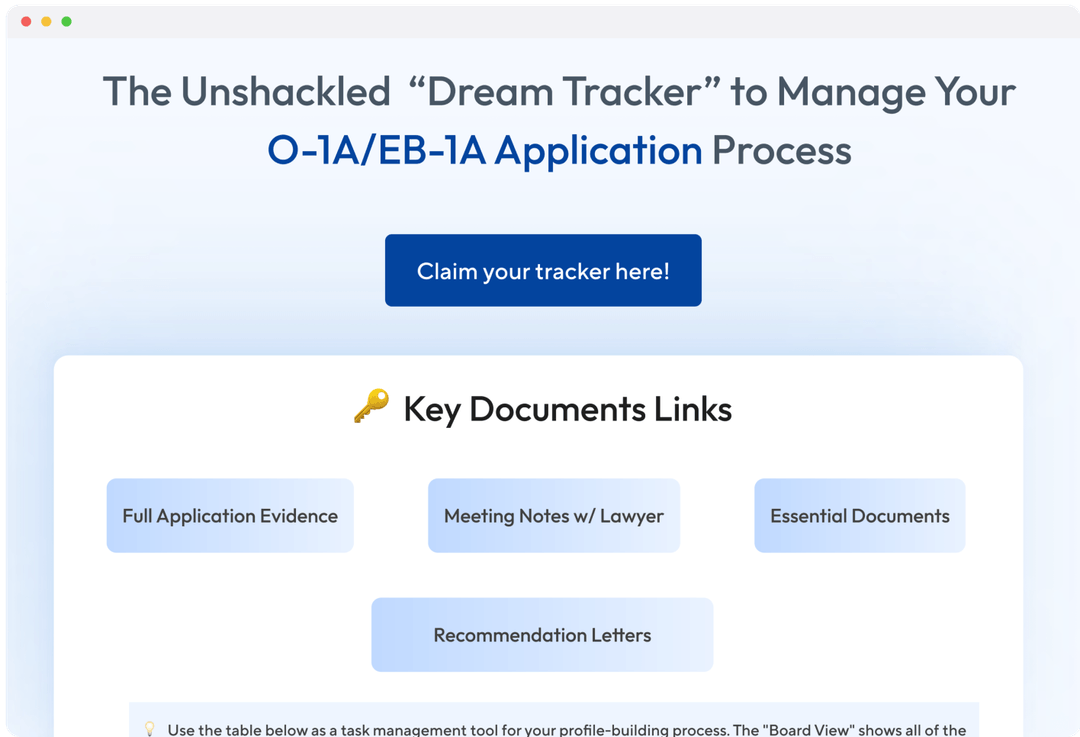 The Unshackled “Dream Tracker” to Manage Your
O-1A/EB-1A Application Process
Claim your tracker here!
🔑 Key Documents Links
Full Application Evidence
Meeting Notes w/ Lawyer
Essential Documents
Recommendation Letters
💡 Use the table below as a task management tool for your profile-building process. The "Board View" shows all of the